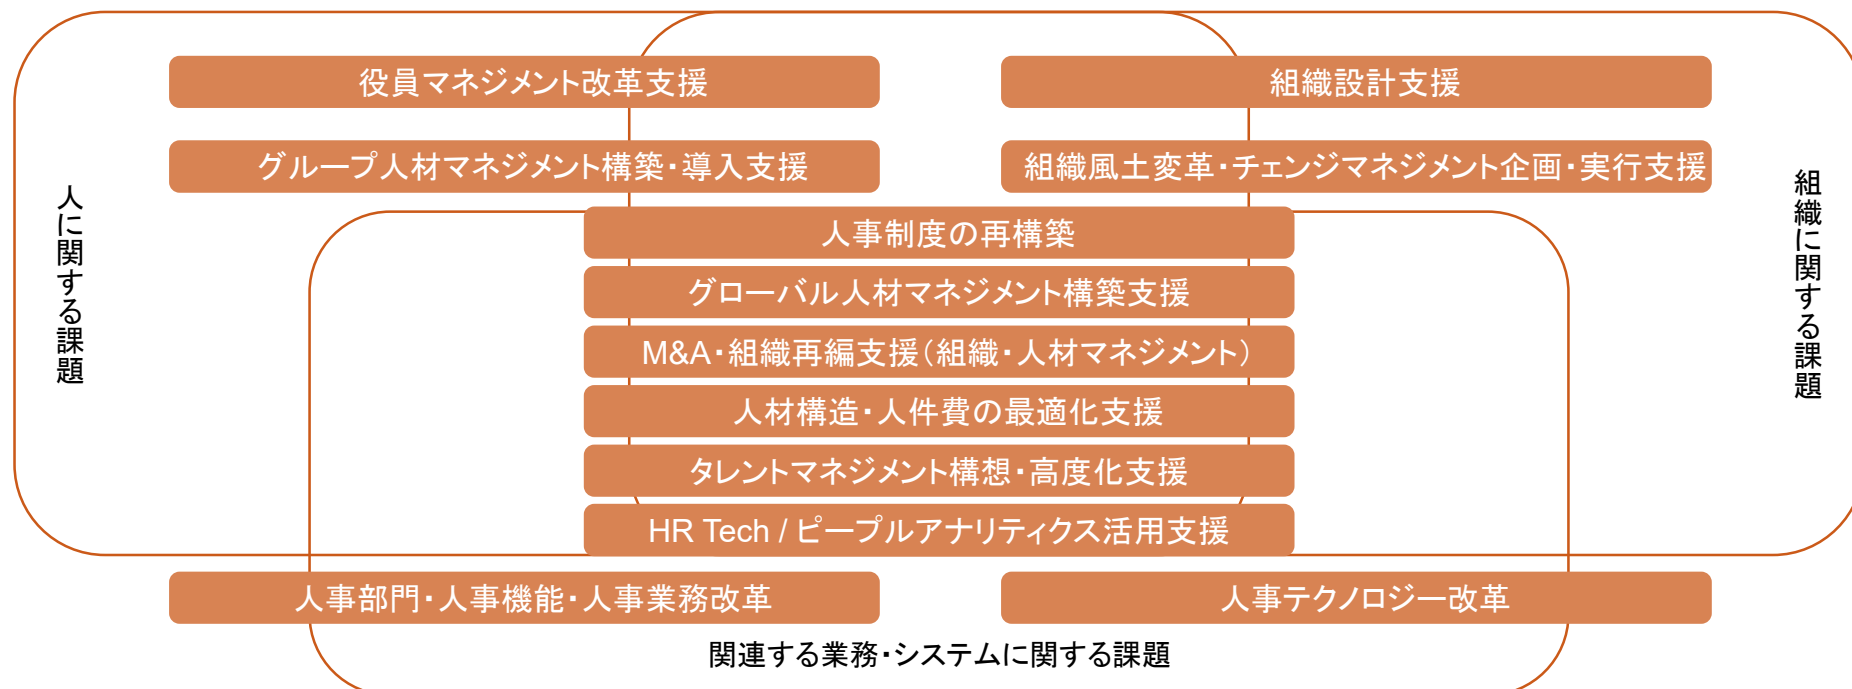 役員マネジメント改革支援
組織設計支援
グループ人材マネジメント構築・導入支援
組織風土変革・チェンジマネジメント企画・実行支援
人に関する課題
組織に関する課題
人事制度の再構築
グローバル人材マネジメント構築支援
M&A・組織再編支援（組織・人材マネジメント）
人材構造・人件費の最適化支援
タレントマネジメント構想・高度化支援
HR Tech / ピープルアナリティクス活用支援
人事部門・人事機能・人事業務改革
人事テクノロジー改革
関連する業務・システムに関する課題